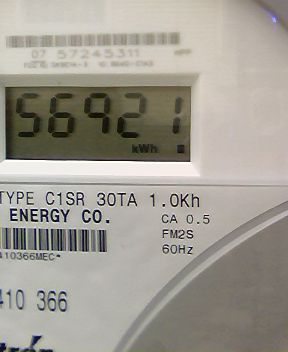 07 57245311
56921
kWh
TYPE C1SR 30TA 1.0Kh
ENERGY CO.
CA 0.5
FM2S
60Hz
410366MEC*
410 366
trón